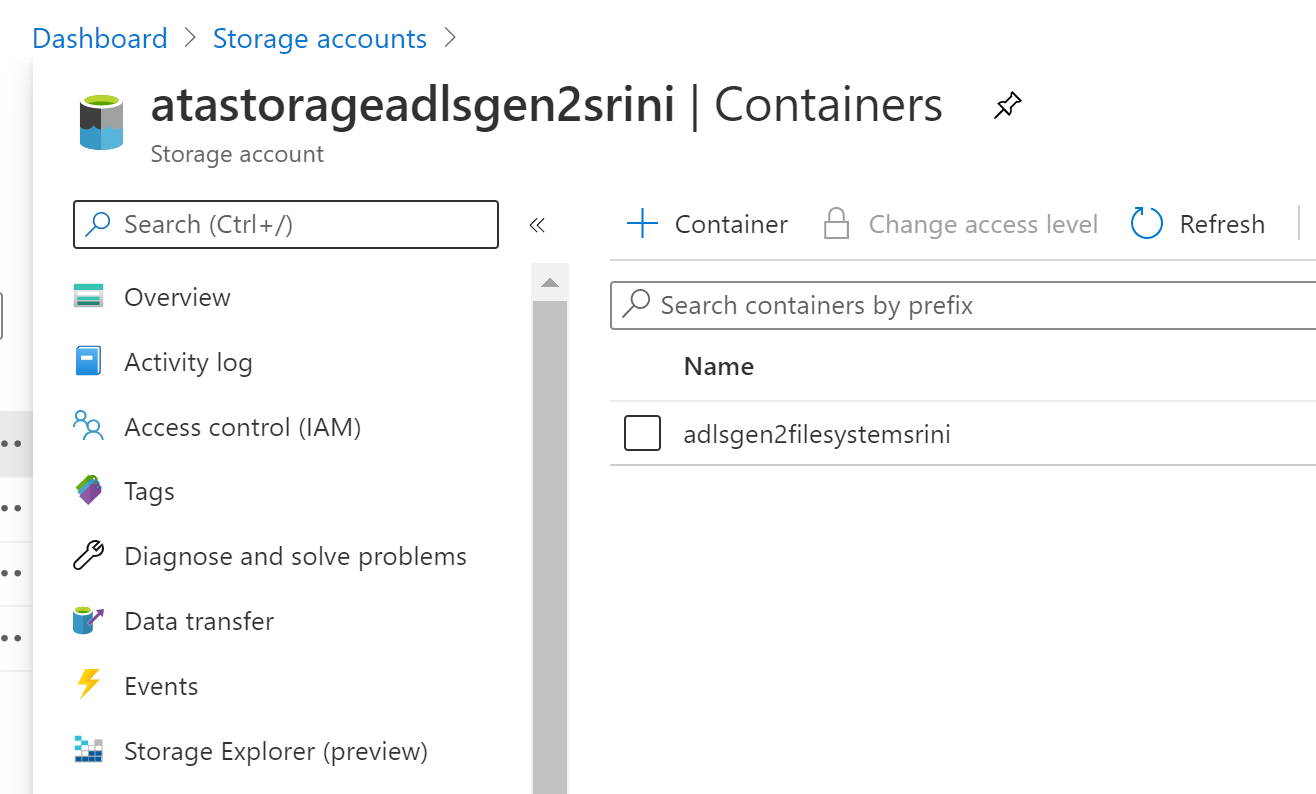 Dashboard > Storage accounts >
atastorageadlsgen2srini | Containers
Storage account
Search (Ctrl+/)
«
Overview
Activity log
Access control (IAM)
Tags
Diagnose and solve problems
Data transfer
Events
Storage Explorer (preview)
Container
Change access level
Refresh
Search containers by prefix
Name
adlsgen2filesystemsrini